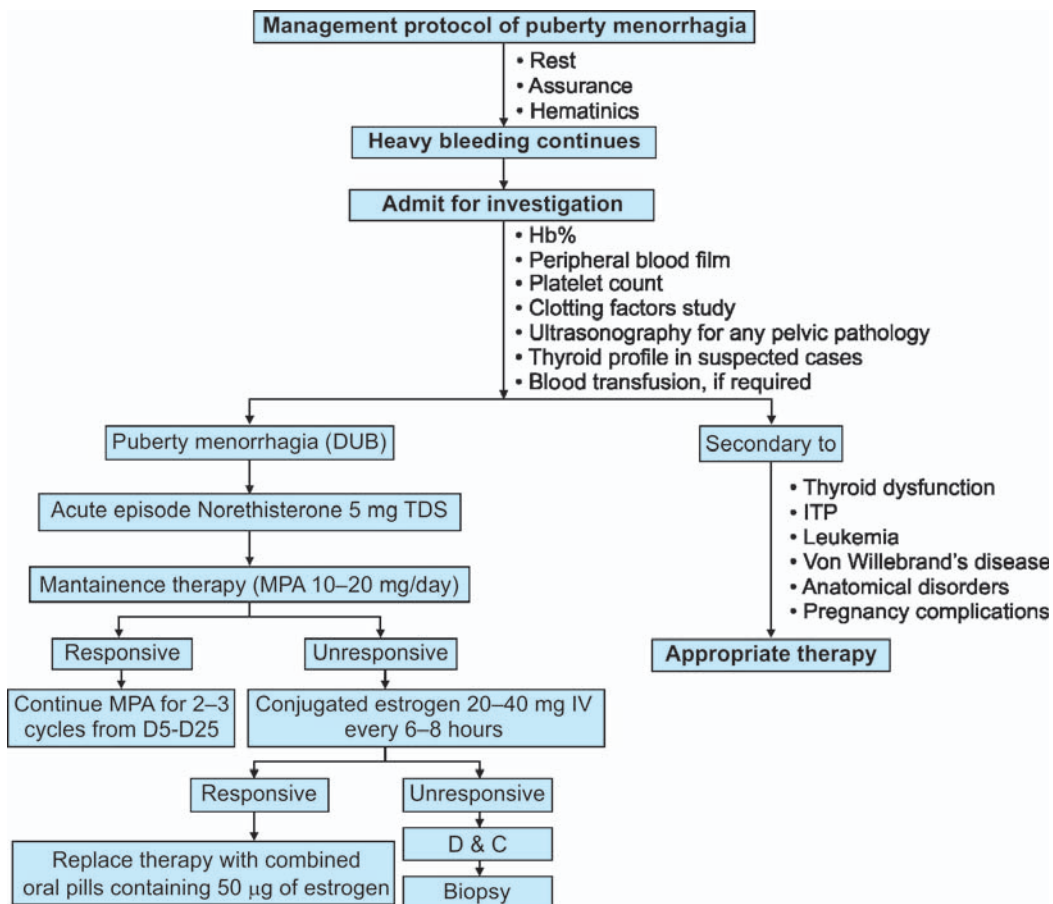 Management protocol of puberty menorrhagia
• Rest
• Assurance
• Hematinics
Heavy bleeding continues
Admit for investigation
• Hb%
• Peripheral blood film
• Platelet count
• Clotting factors study
• Ultrasonography for any pelvic pathology
• Thyroid profile in suspected cases
• Blood transfusion, if required
Puberty menorrhagia (DUB)
Acute episode Norethisterone 5 mg TDS
Mantainence therapy (MPA 10–20 mg/day)
Responsive
Continue MPA for 2–3
cycles from D5-D25
Unresponsive
Conjugated estrogen 20–40 mg IV
every 6–8 hours
Responsive
Replace therapy with combined
oral pills containing 50 μg of estrogen
Unresponsive
D & C
Biopsy
Secondary to
• Thyroid dysfunction
• ITP
• Leukemia
• Von Willebrand's disease
• Anatomical disorders
• Pregnancy complications
Appropriate therapy